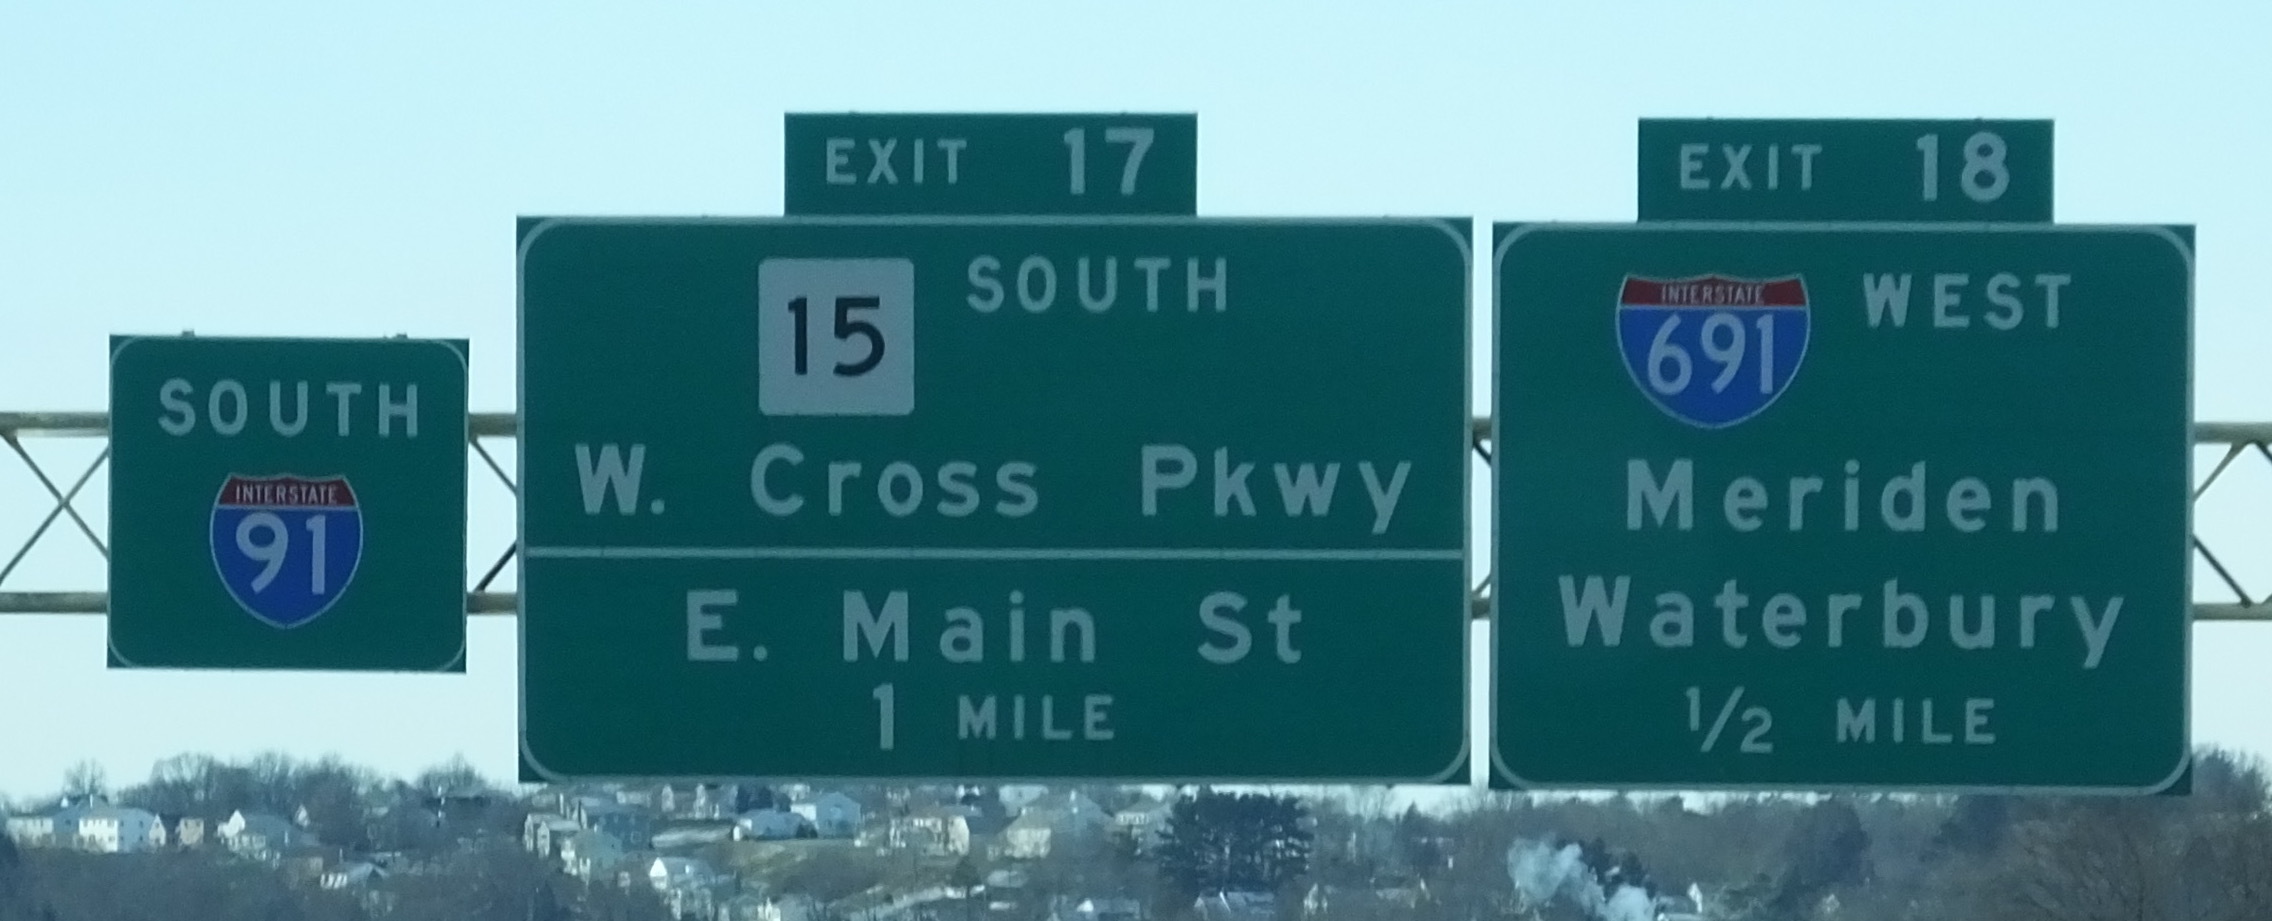 SOUTH
INTERSTATE
91
EXIT 17
15 SOUTH
W. Cross Pkwy
E. Main St
1 MILE
EXIT 18
INTERSTATE
691 WEST
Meriden
Waterbury
1/2 MILE